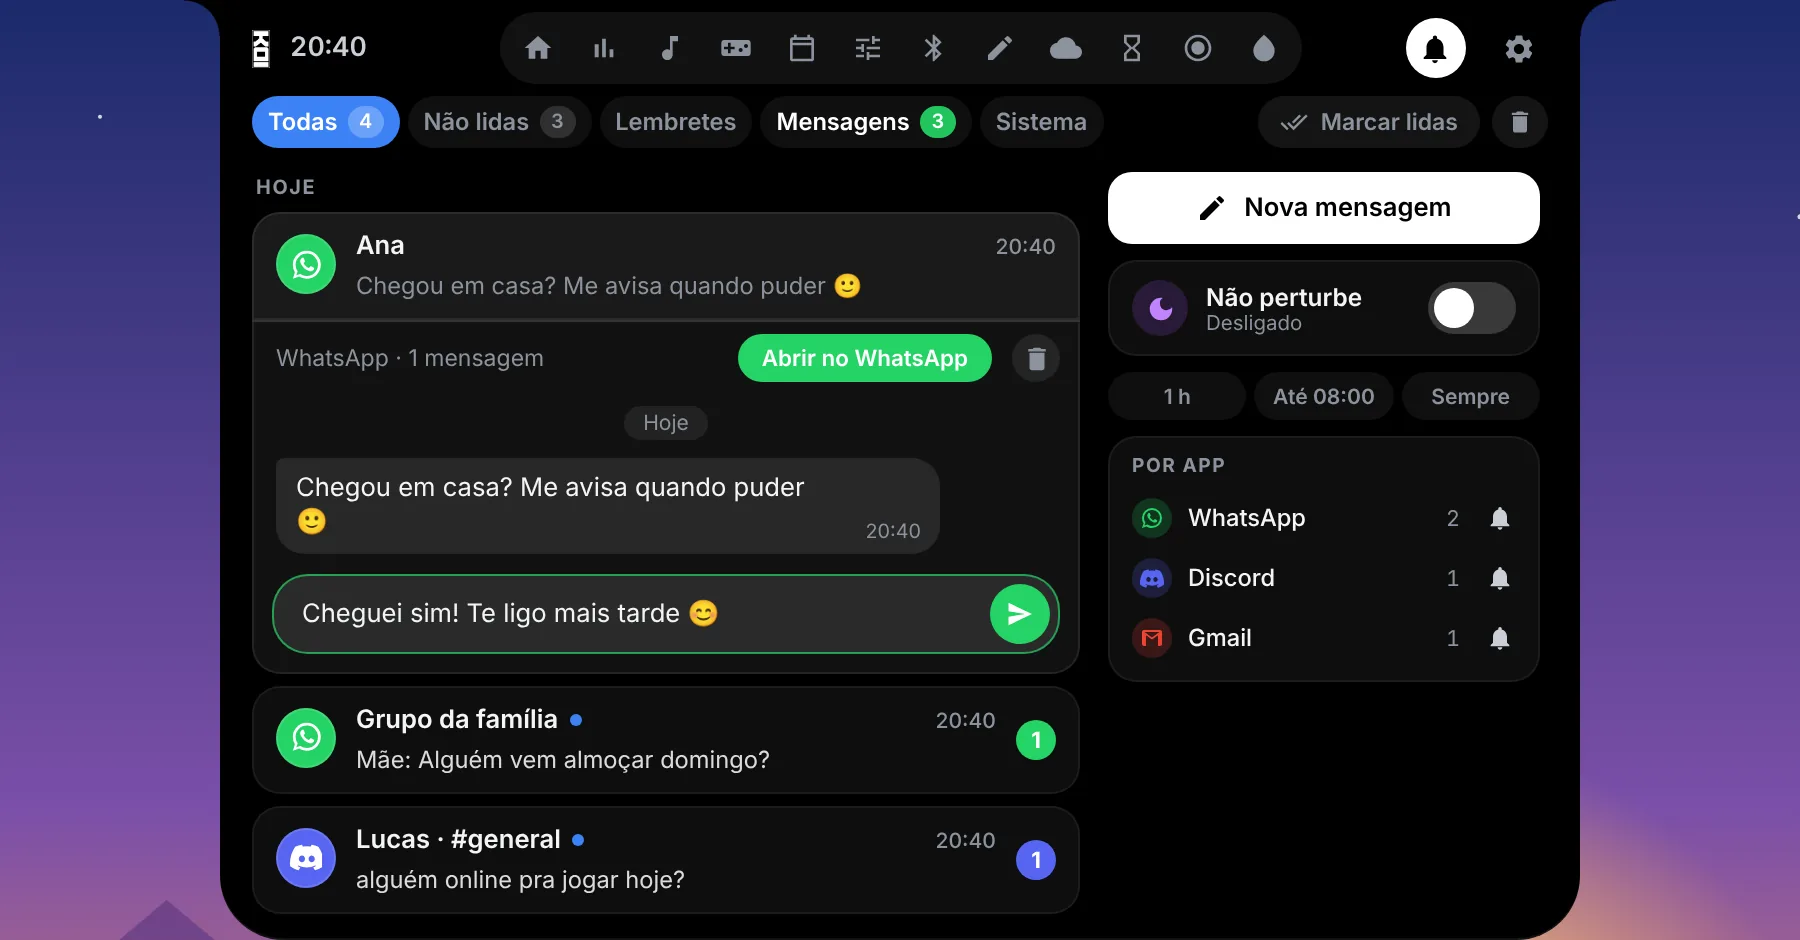 20:40
Todas 4
Não lidas 3
Lembretes
Mensagens 3
Sistema
Marcar lidas
HOJE
Ana
20:40
Chegou em casa? Me avisa quando puder 🙂
WhatsApp · 1 mensagem
Abrir no WhatsApp
Hoje
Chegou em casa? Me avisa quando puder
🙂
20:40
Cheguei sim! Te ligo mais tarde 😊
Grupo da família
20:40
1
Mãe: Alguém vem almoçar domingo?
Lucas · #general
20:40
1
alguém online pra jogar hoje?
Nova mensagem
Não perturbe
Desligado
1 h
Até 08:00
Sempre
POR APP
WhatsApp 2
Discord 1
Gmail 1